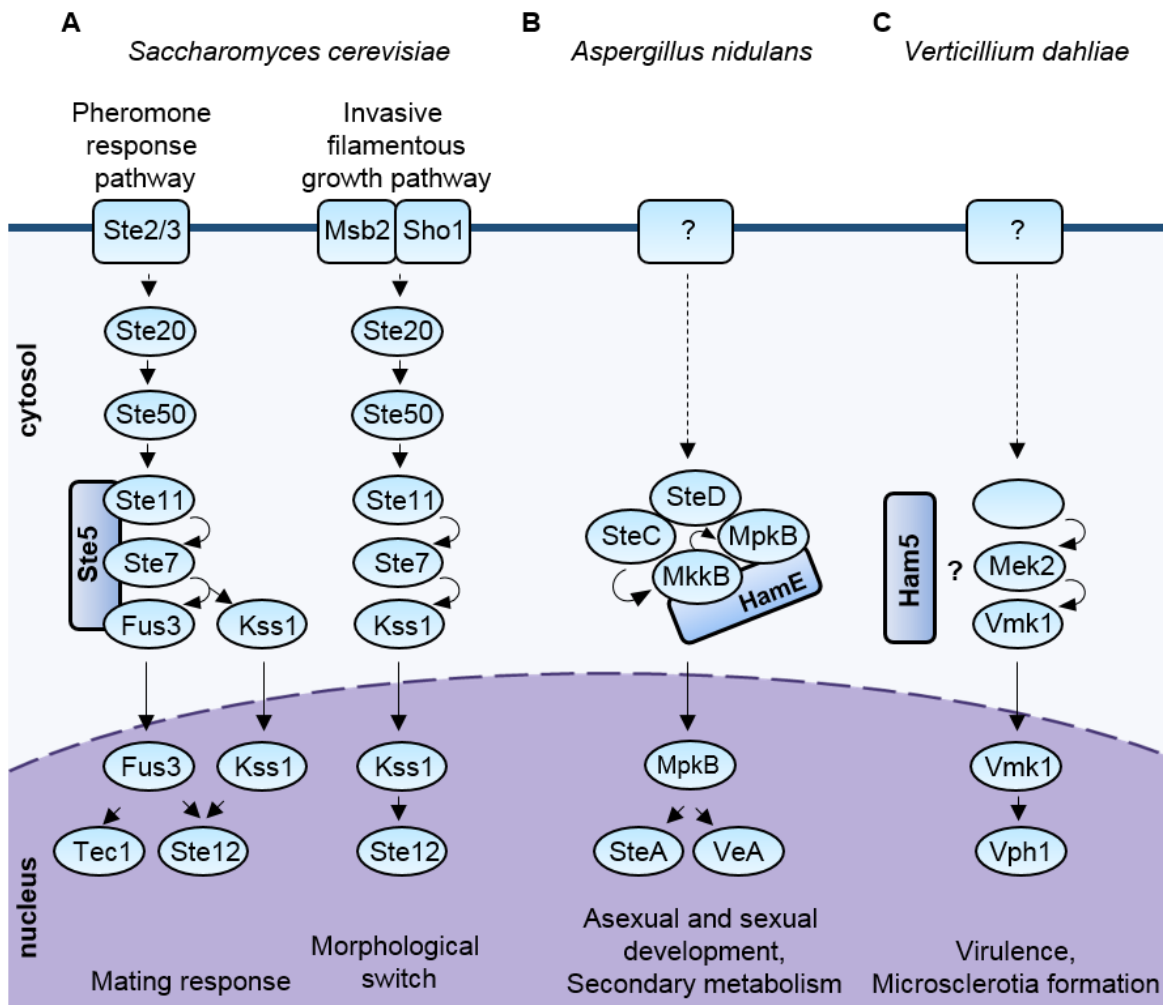 A
Saccharomyces cerevisiae
Pheromone
response
pathway
Invasive
filamentous
growth pathway
Ste2/3
Msb2
Sho1
Ste20
Ste20
Ste50
Ste50
Ste11
Ste11
Ste5
Ste7
Ste7
Fus3
Kss1
Kss1
Fus3
Kss1
Kss1
Tec1
Ste12
Ste12
Mating response
Morphological
switch
B
Aspergillus nidulans
?
SteD
SteC
MpkB
MkkB
HamE
MpkB
SteA
VeA
Asexual and sexual
development,
Secondary metabolism
C
Verticillium dahliae
?
Ham5
?
Mek2
Vmk1
Vmk1
Vph1
Virulence,
Microsclerotia formation
cytosol
nucleus